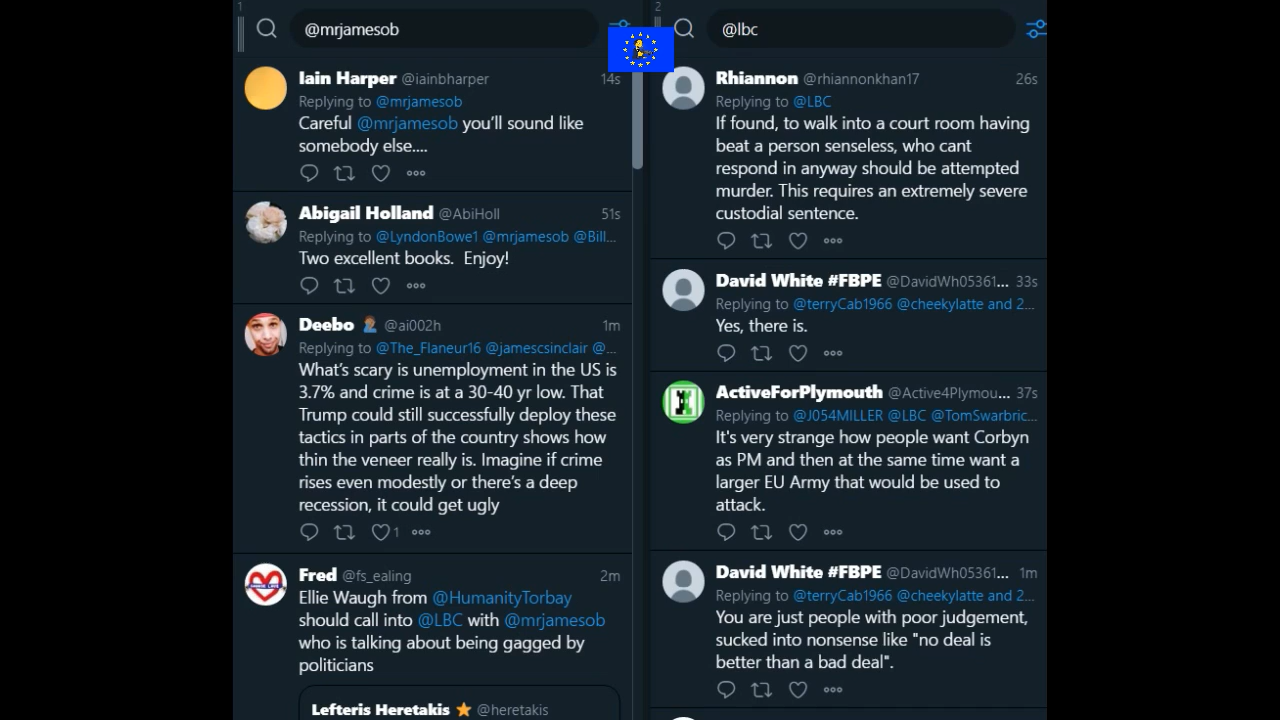 1
@mrjamesob
Iain Harper @iainbharper 14s
Replying to @mrjamesob
Careful @mrjamesob you’ll sound like
somebody else....
Abigail Holland @AbiHoll 51s
Replying to @LyndonBowe1 @mrjamesob @Bill...
Two excellent books.  Enjoy!
Deebo @ai002h 1m
Replying to @The_Flaneur16 @jamescsinclair @...
What’s scary is unemployment in the US is
3.7% and crime is at a 30-40 yr low. That
Trump could still successfully deploy these
tactics in parts of the country shows how
thin the veneer really is. Imagine if crime
rises even modestly or there’s a deep
recession, it could get ugly
1
Fred @fs_ealing 2m
Ellie Waugh from @HumanityTorbay
should call into @LBC with @mrjamesob
who is talking about being gagged by
politicians
Lefteris Heretakis @heretakis
2
@lbc
Rhiannon @rhiannonkhan17 26s
Replying to @LBC
If found, to walk into a court room having
beat a person senseless, who cant
respond in anyway should be attempted
murder. This requires an extremely severe
custodial sentence.
David White #FBPE @DavidWh05361... 33s
Replying to @terryCab1966 @cheekylatte and 2...
Yes, there is.
ActiveForPlymouth @Active4Plymou... 37s
Replying to @J054MILLER @LBC @TomSwarbric...
It's very strange how people want Corbyn
as PM and then at the same time want a
larger EU Army that would be used to
attack.
David White #FBPE @DavidWh05361... 1m
Replying to @terryCab1966 @cheekylatte and 2...
You are just people with poor judgement,
sucked into nonsense like "no deal is
better than a bad deal".